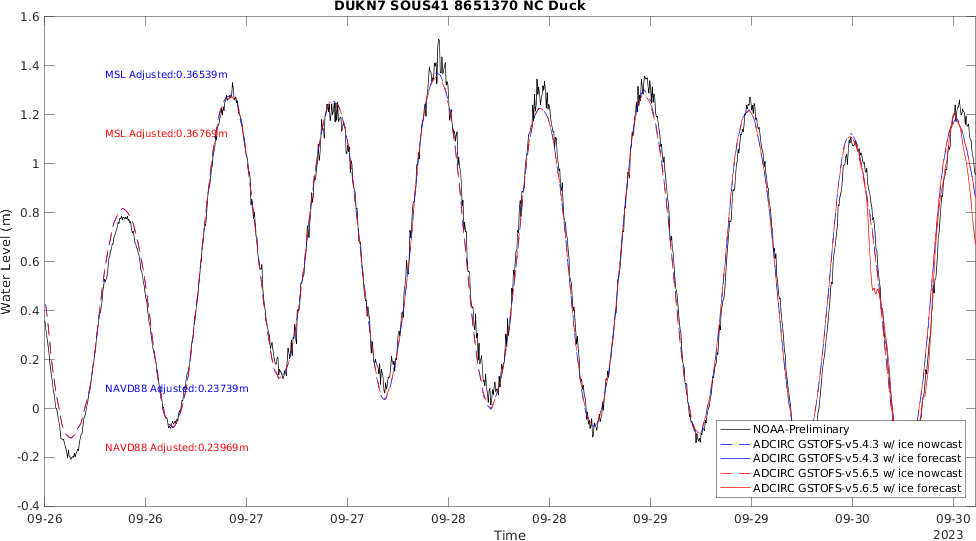 DUKN7 SOUS41 8651370 NC Duck
1.6
1.4
1.2
1
0.8
0.6
0.4
0.2
0
-0.2
-0.4
Water Level (m)
MSL Adjusted:0.36539m
MSL Adjusted:0.36769m
NAVD88 Adjusted:0.23739m
NAVD88 Adjusted:0.23969m
NOAA-Preliminary
ADCIRC GSTOFS-v5.4.3 w/ ice nowcast
ADCIRC GSTOFS-v5.4.3 w/ ice forecast
ADCIRC GSTOFS-v5.6.5 w/ ice nowcast
ADCIRC GSTOFS-v5.6.5 w/ ice forecast
09-26 09-26 09-27 09-27 09-28 09-28 09-29 09-29 09-30 09-30
Time
2023